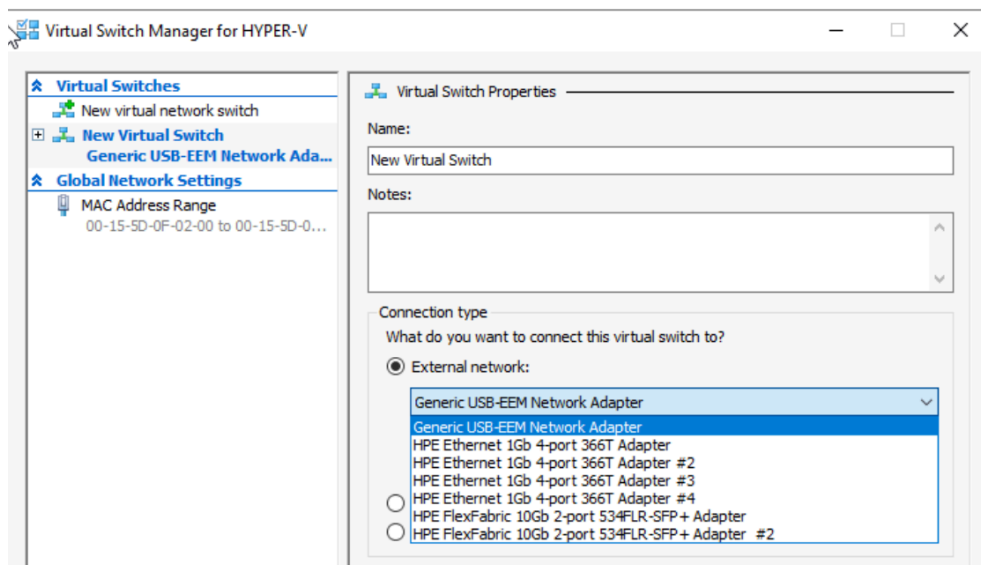 Virtual Switch Manager for HYPER-V
Virtual Switches
New virtual network switch
New Virtual Switch
Generic USB-EEM Network Ada...
Global Network Settings
MAC Address Range
00-15-5D-0F-02-00 to 00-15-5D-0...
Virtual Switch Properties
Name:
New Virtual Switch
Notes:
Connection type
What do you want to connect this virtual switch to?
External network:
Generic USB-EEM Network Adapter
Generic USB-EEM Network Adapter
HPE Ethernet 1Gb 4-port 366T Adapter
HPE Ethernet 1Gb 4-port 366T Adapter #2
HPE Ethernet 1Gb 4-port 366T Adapter #3
HPE Ethernet 1Gb 4-port 366T Adapter #4
HPE FlexFabric 10Gb 2-port 534FLR-SFP+ Adapter
HPE FlexFabric 10Gb 2-port 534FLR-SFP+ Adapter #2